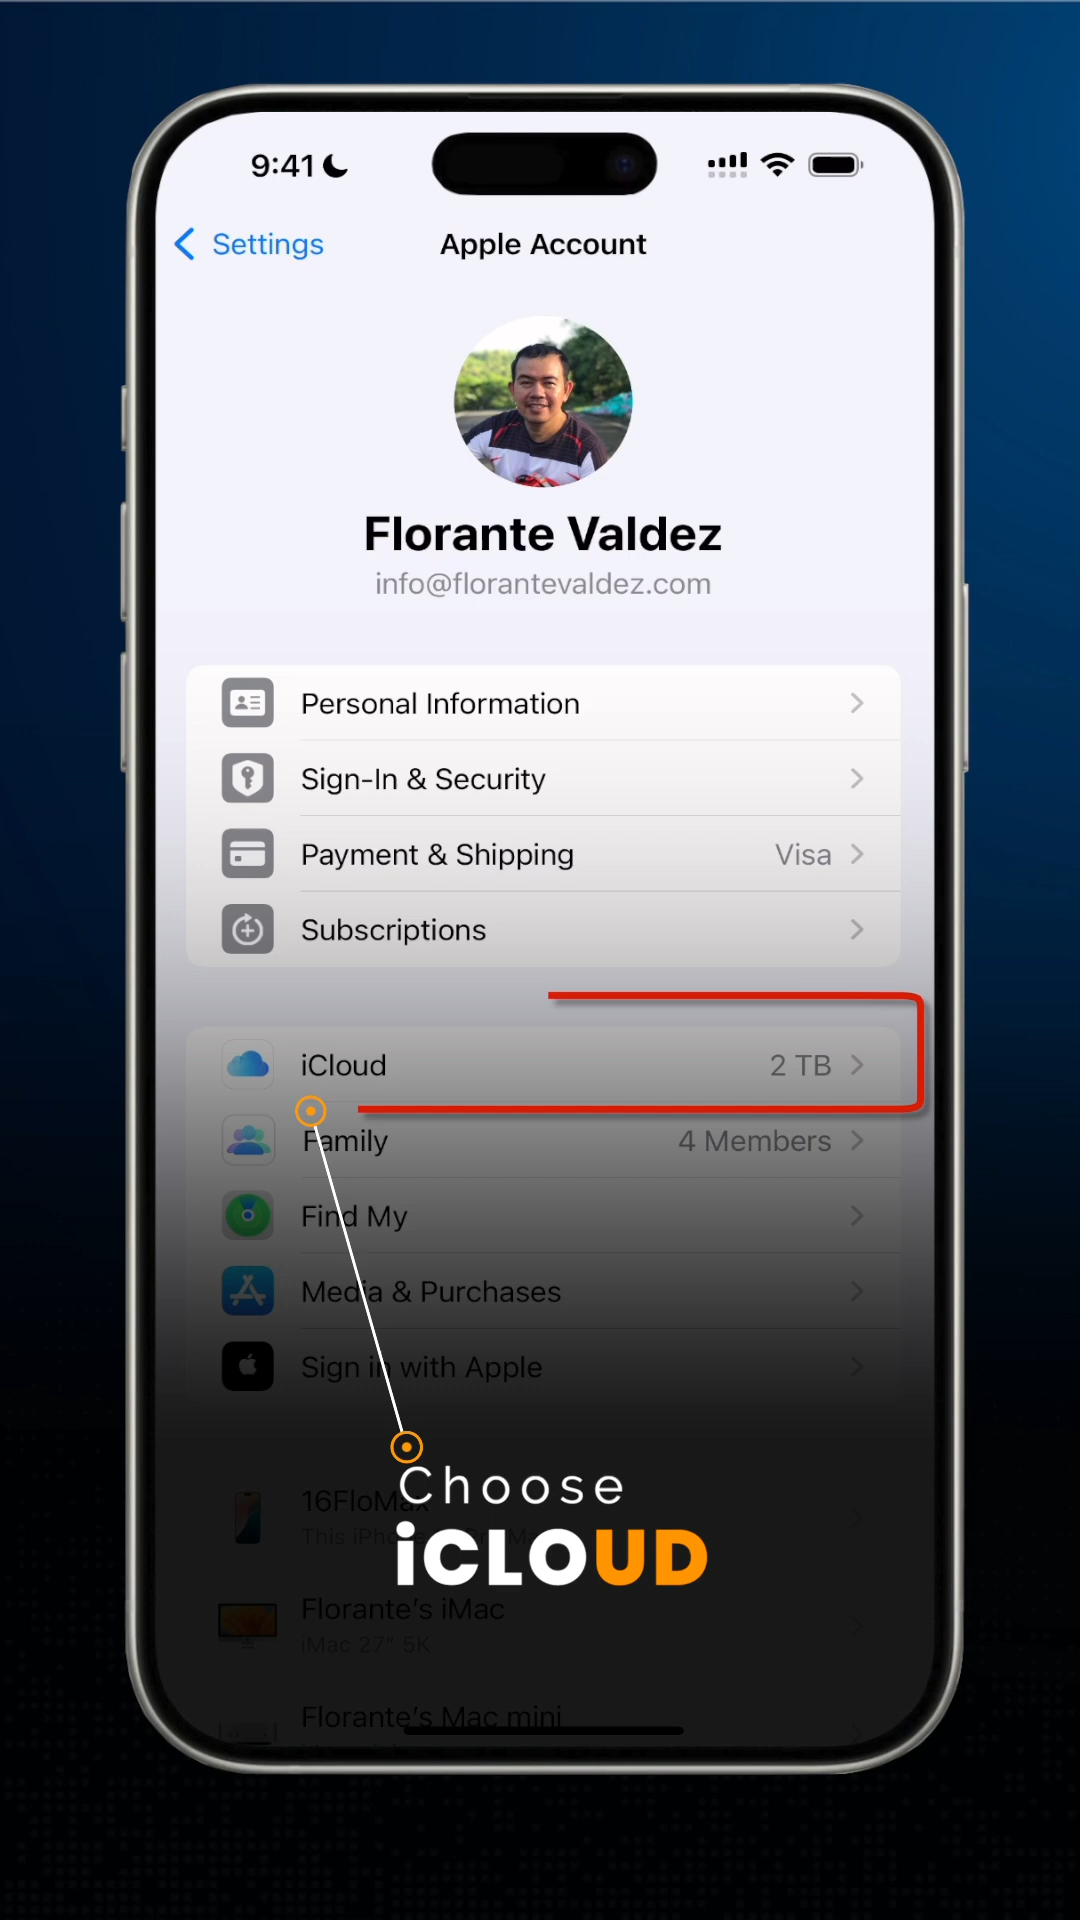 9:41
Settings
Apple Account
Florante Valdez
info@florantevaldez.com
Personal Information
Sign-In & Security
Payment & Shipping Visa
Subscriptions
iCloud 2 TB
Family 4 Members
Find My
Media & Purchases
Sign in with Apple
16FloMax
This iPhone
Choose
iCLOUD
Florante's iMac
iMac 27" 5K
Florante's Mac mini